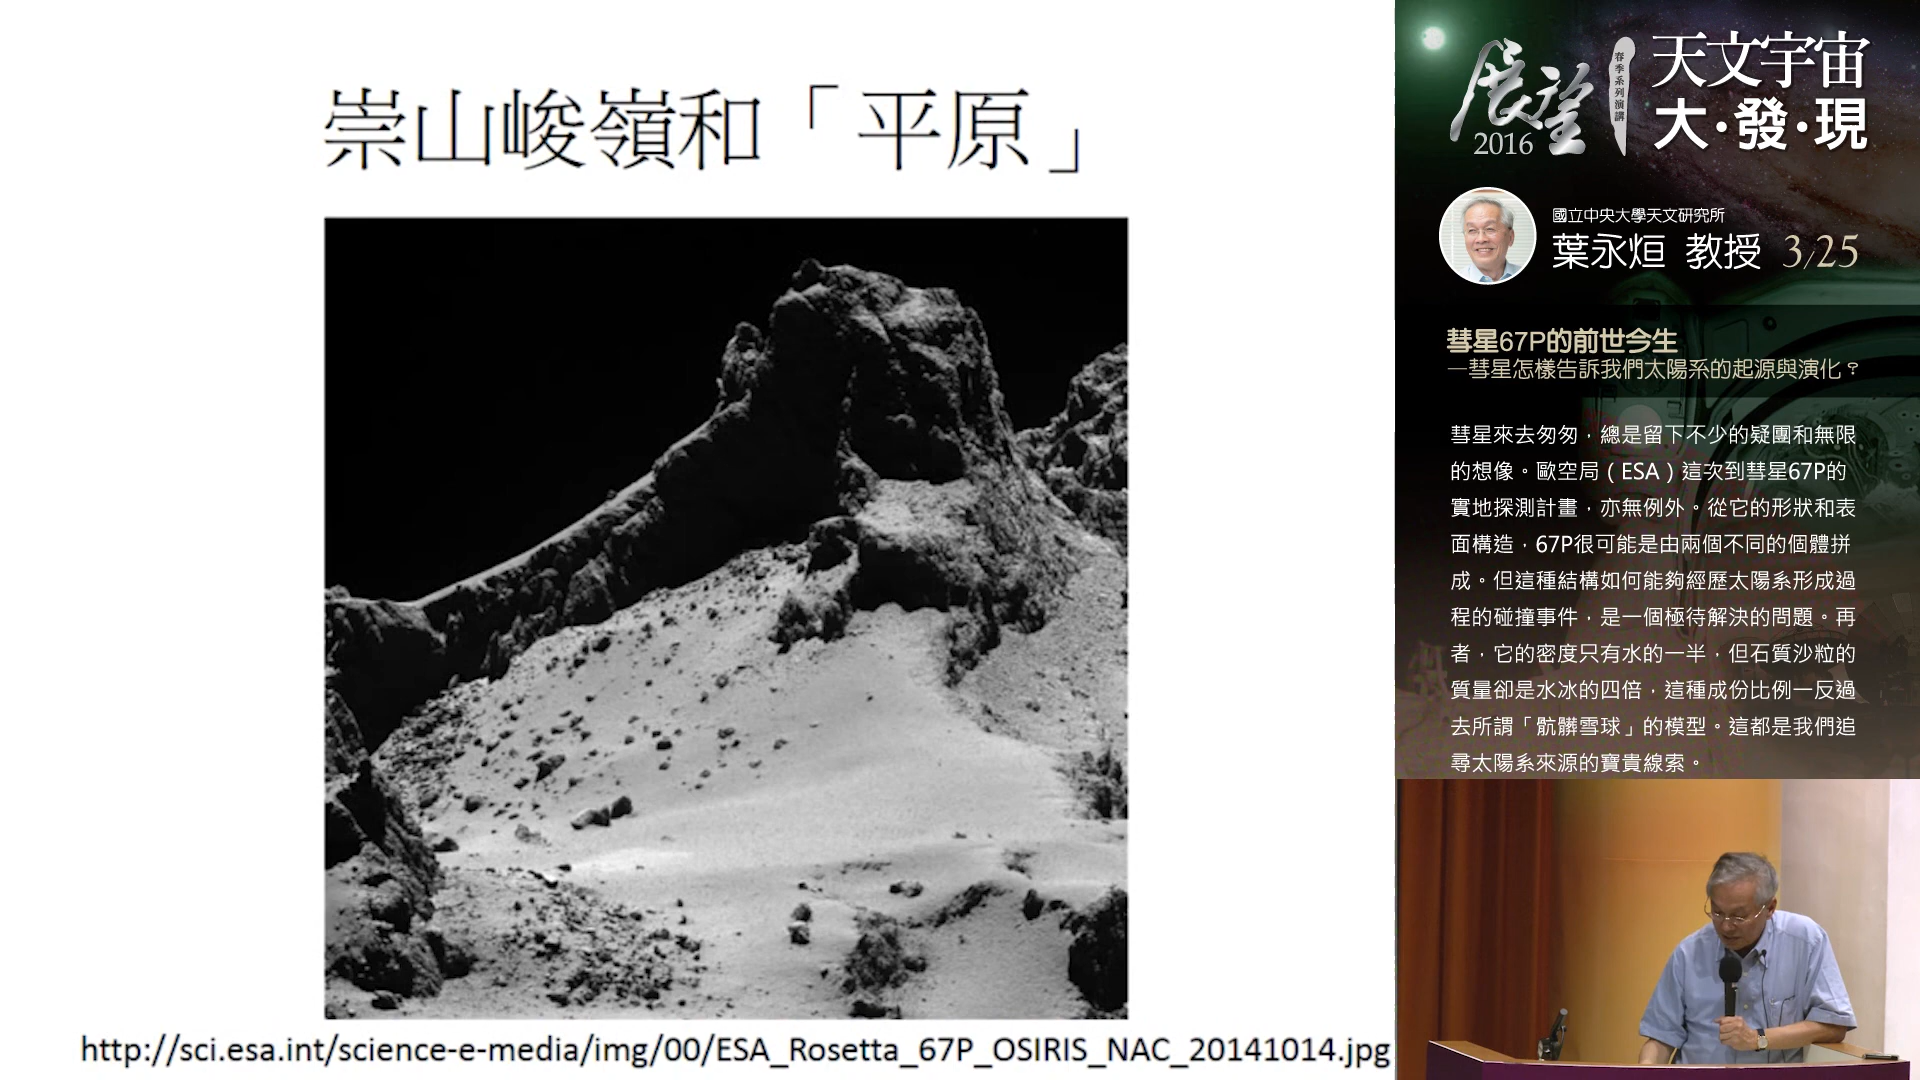 崇山峻嶺和「平原」
http://sci.esa.int/science-e-media/img/00/ESA_Rosetta_67P_OSIRIS_NAC_20141014.jpg
展望
2016
春季系列演講
天文宇宙
大·發·現
國立中央大學天文研究所
葉永烜 教授 3/25
彗星67P的前世今生
—彗星怎樣告訴我們太陽系的起源與演化?
彗星來去匆匆,總是留下不少的疑團和無限
的想像。歐空局(ESA)這次到彗星67P的
實地探測計畫,亦無例外。從它的形狀和表
面構造,67P很可能是由兩個不同的個體拼
成。但這種結構如何能夠經歷太陽系形成過
程的碰撞事件,是一個極待解決的問題。再
者,它的密度只有水的一半,但石質沙粒的
質量卻是水冰的四倍,這種成份比例一反過
去所謂「骯髒雪球」的模型。這都是我們追
尋太陽系來源的寶貴線索。